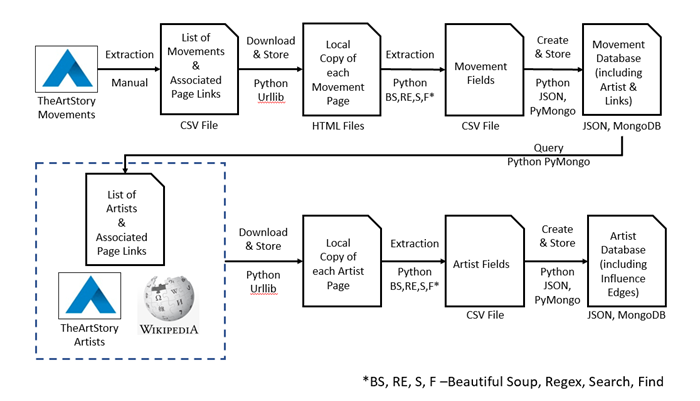 TheArtStory
Movements
Extraction
Manual
List of
Movements
&
Associated
Page Links
CSV File
Download
& Store
Python
Urllib
Local
Copy of
each
Movement
Page
HTML Files
Extraction
Python
BS,RE,S,F*
Movement
Fields
CSV File
Create
& Store
Python
JSON,
PyMongo
Movement
Database
(including
Artist &
Links)
JSON, MongoDB
Query
Python PyMongo
List of
Artists
&
Associated
Page Links
TheArtStory
Artists
WIKIPEDIA
Download
& Store
Python
Urllib
Local
Copy of
each Artist
Page
Extraction
Python
BS,RE,S,F*
Artist Fields
CSV File
Create
& Store
Python
JSON,
PyMongo
Artist
Database
(including
Influence
Edges)
JSON, MongoDB
*BS, RE, S, F –Beautiful Soup, Regex, Search, Find